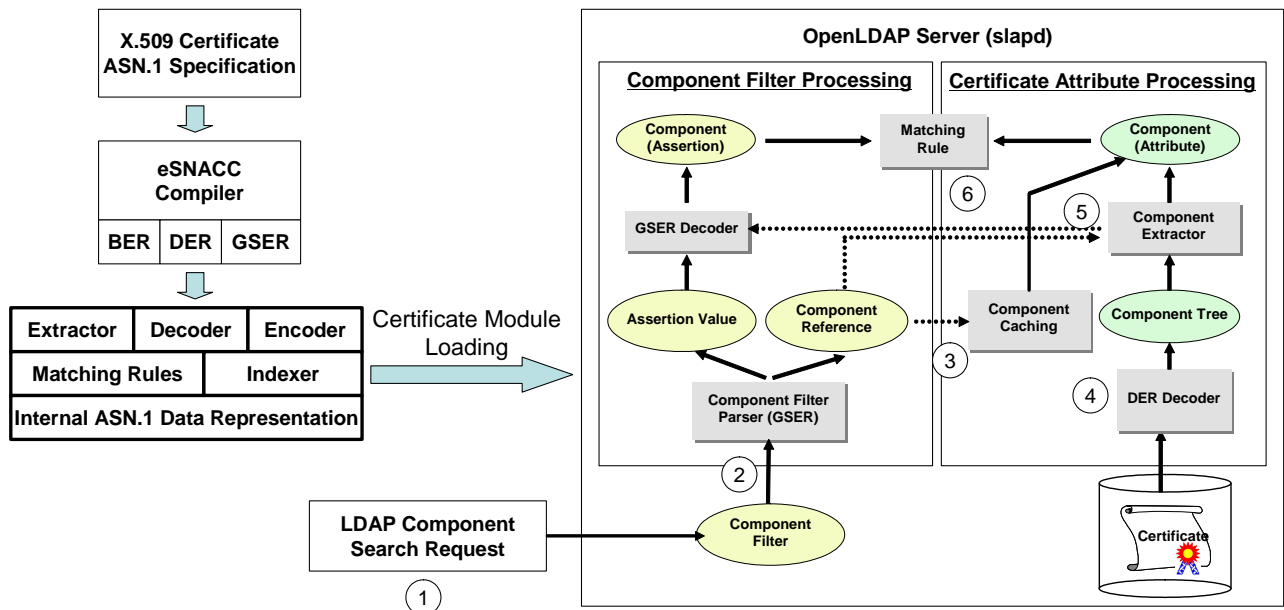 X.509 Certificate
ASN.1 Specification
eSNACC
Compiler
BER
DER
GSER
Extractor
Decoder
Encoder
Matching Rules
Indexer
Internal ASN.1 Data Representation
Certificate Module
Loading
LDAP Component
Search Request
1
OpenLDAP Server (slapd)
Component Filter Processing
Component
(Assertion)
GSER Decoder
Assertion Value
Component
Reference
Component Filter
Parser (GSER)
2
Component
Filter
Certificate Attribute Processing
Matching
Rule
6
Component
(Attribute)
5
Component
Extractor
Component
Caching
3
Component Tree
4
DER Decoder
Certificate